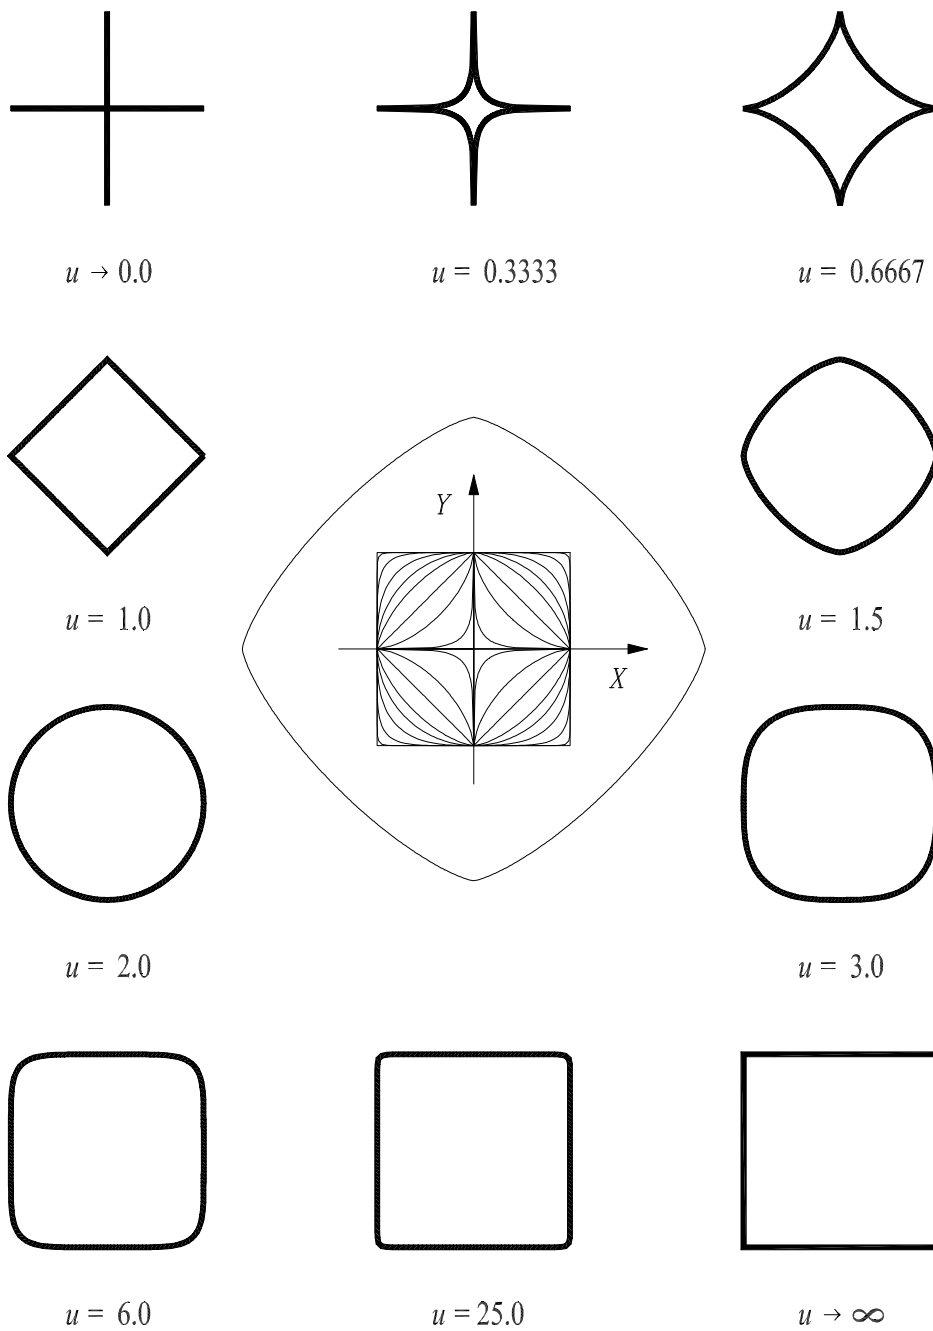 u → 0.0
u = 0.3333
u = 0.6667
u = 1.0
Y
X
u = 1.5
u = 2.0
u = 3.0
u = 6.0
u = 25.0
u → ∞